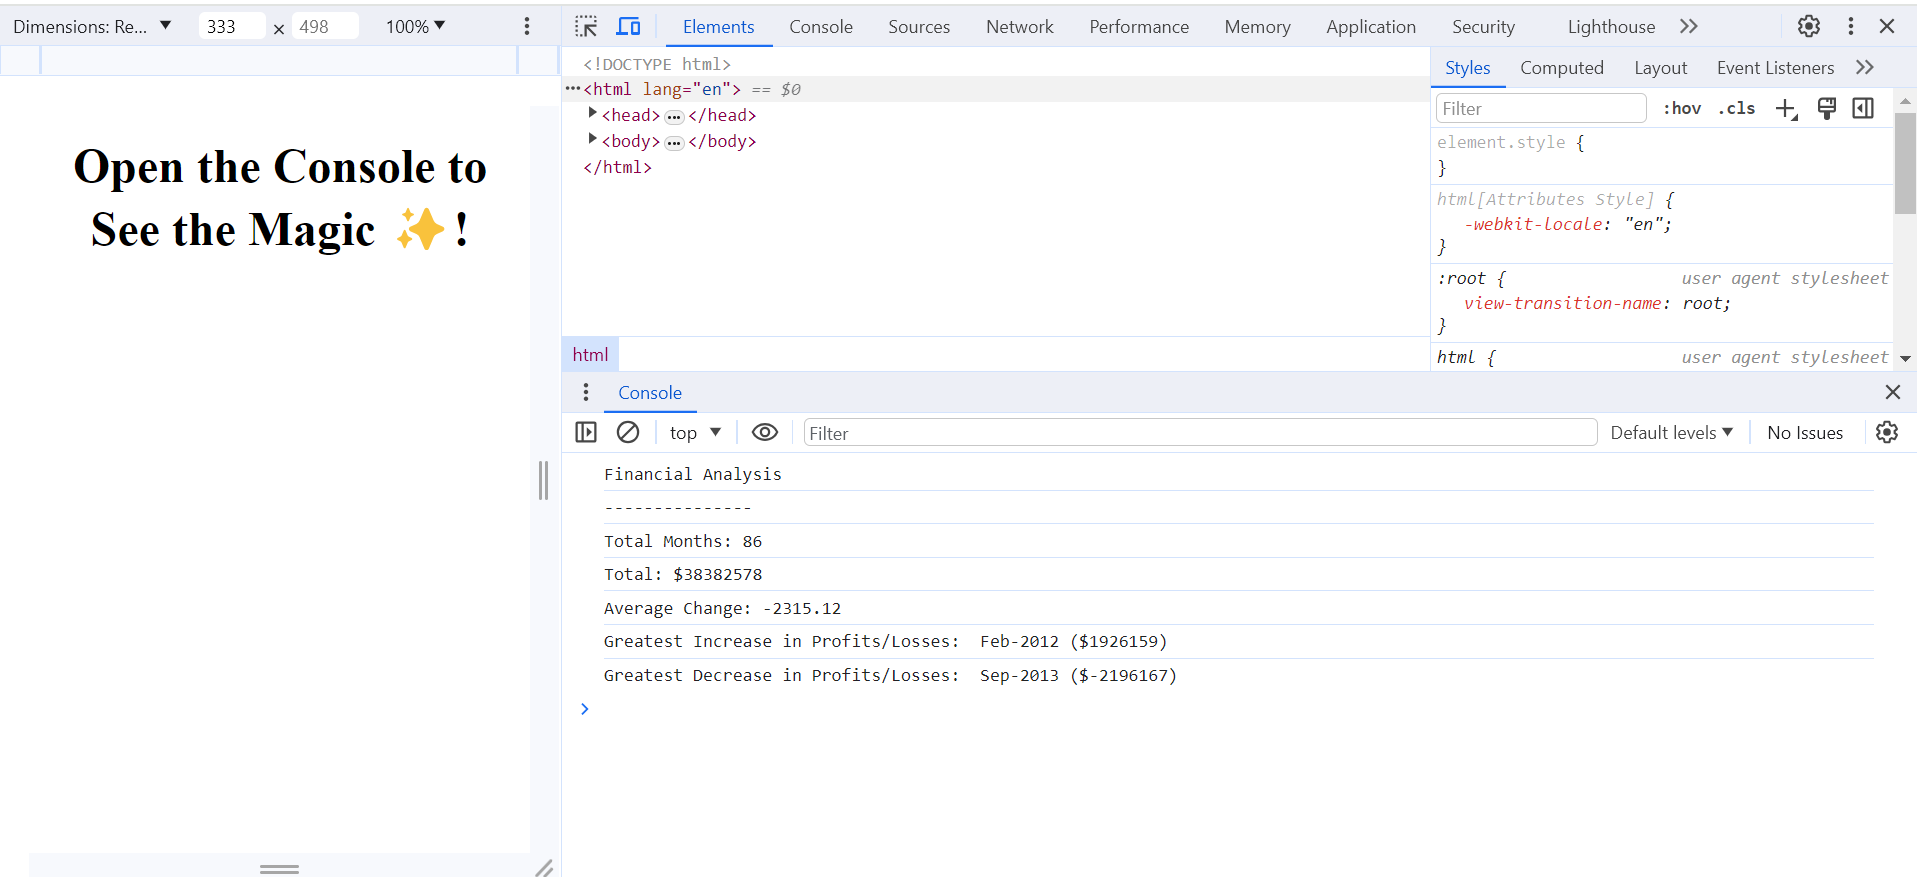 Dimensions: Re... ▼ 333 × 498 100% ▼
Elements Console Sources Network Performance Memory Application Security Lighthouse
Open the Console to
See the Magic ✨!
<!DOCTYPE html>
<html lang="en"> == $0
<head> ••• </head>
<body> ••• </body>
</html>
html
Styles Computed Layout Event Listeners
Filter :hov .cls
element.style {
}
html[Attributes Style] {
-webkit-locale: "en";
}
:root { user agent stylesheet
view-transition-name: root;
}
html { user agent stylesheet
Console
top ▼ Filter Default levels ▼ No Issues
Financial Analysis
---------------
Total Months: 86
Total: $38382578
Average Change: -2315.12
Greatest Increase in Profits/Losses:  Feb-2012 ($1926159)
Greatest Decrease in Profits/Losses:  Sep-2013 ($-2196167)